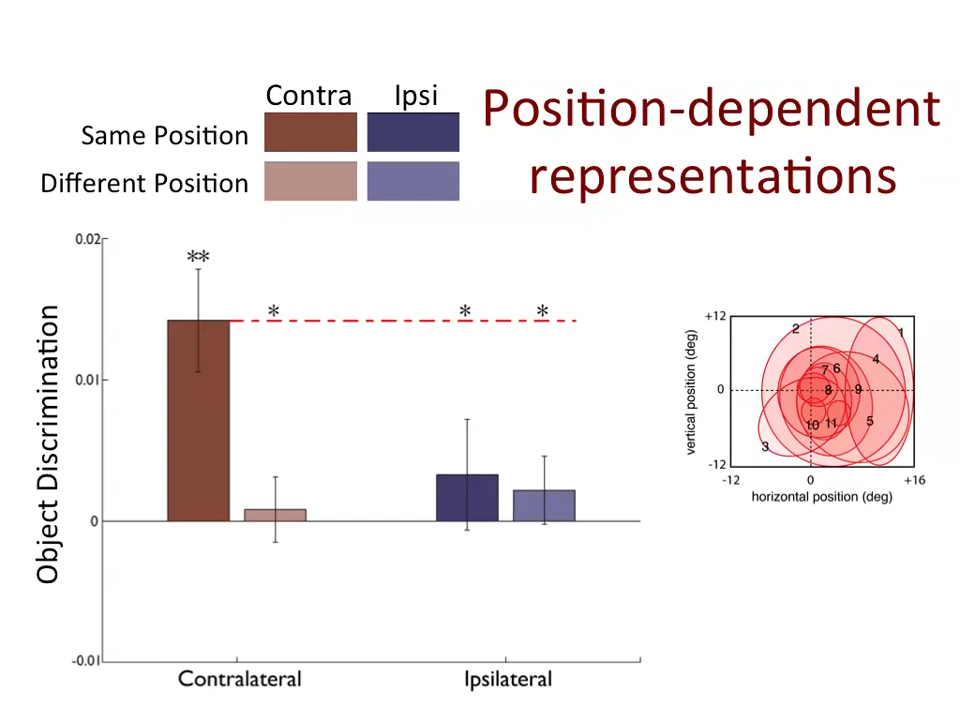 Contra Ipsi
Same Position
Different Position
Position-dependent
representations
Object Discrimination
0.02
0.01
0
-0.01
**
*
*
*
Contralateral
Ipsilateral
vertical position (deg)
+12
0
-12
2
1
7 6
4
8
9
10 11
5
3
-12
0
+16
horizontal position (deg)